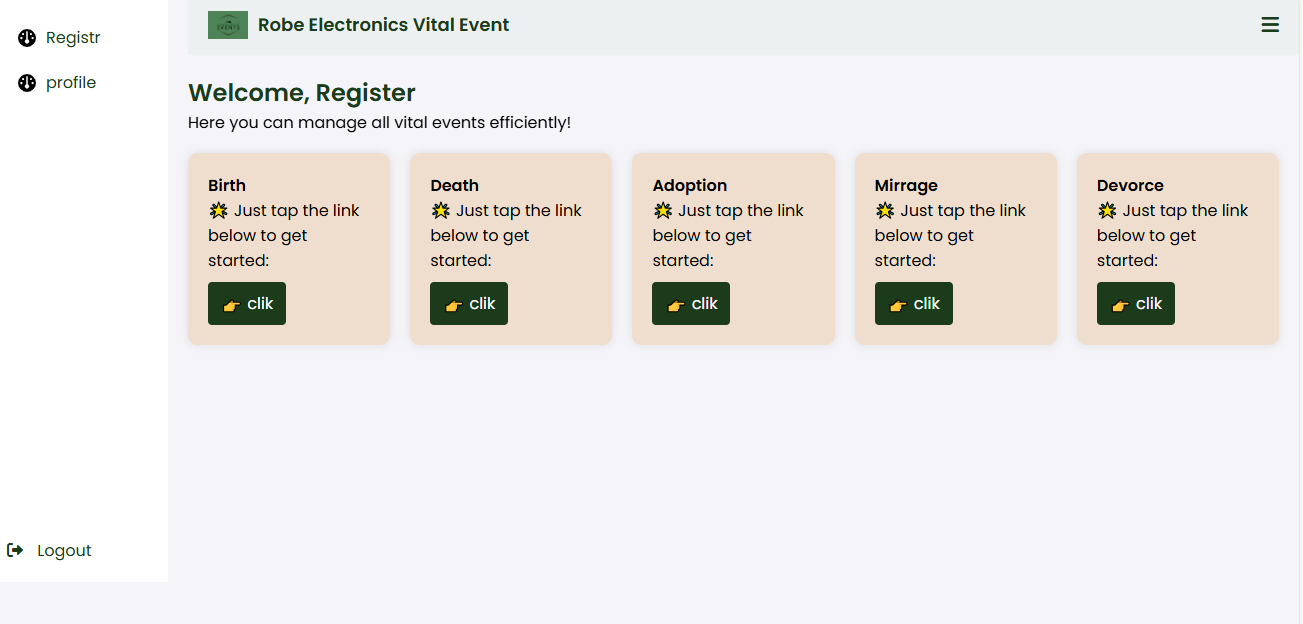 Registr
profile
Logout
Robe Electronics Vital Event
Welcome, Register
Here you can manage all vital events efficiently!
Birth
🌟 Just tap the link
below to get
started:
👉 clik
Death
🌟 Just tap the link
below to get
started:
👉 clik
Adoption
🌟 Just tap the link
below to get
started:
👉 clik
Mirrage
🌟 Just tap the link
below to get
started:
👉 clik
Devorce
🌟 Just tap the link
below to get
started:
👉 clik